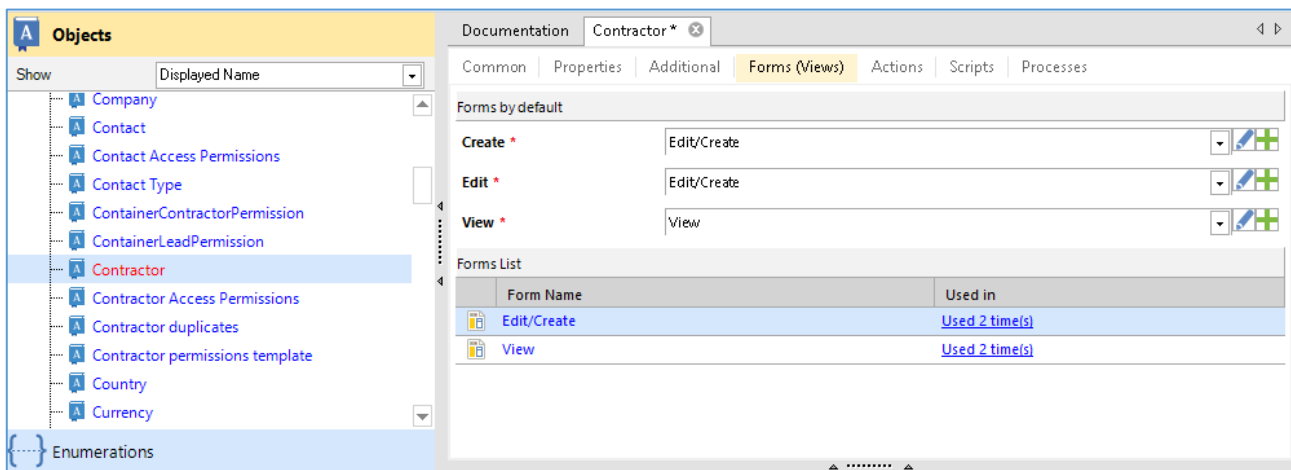 Objects
Show Displayed Name
Company
Contact
Contact Access Permissions
Contact Type
ContainerContractorPermission
ContainerLeadPermission
Contractor
Contractor Access Permissions
Contractor duplicates
Contractor permissions template
Country
Currency
Enumerations
Documentation Contractor *
Common Properties Additional Forms (Views) Actions Scripts Processes
Forms by default
Create * Edit/Create
Edit * Edit/Create
View * View
Forms List
Form Name Used in
Edit/Create Used 2 time(s)
View Used 2 time(s)